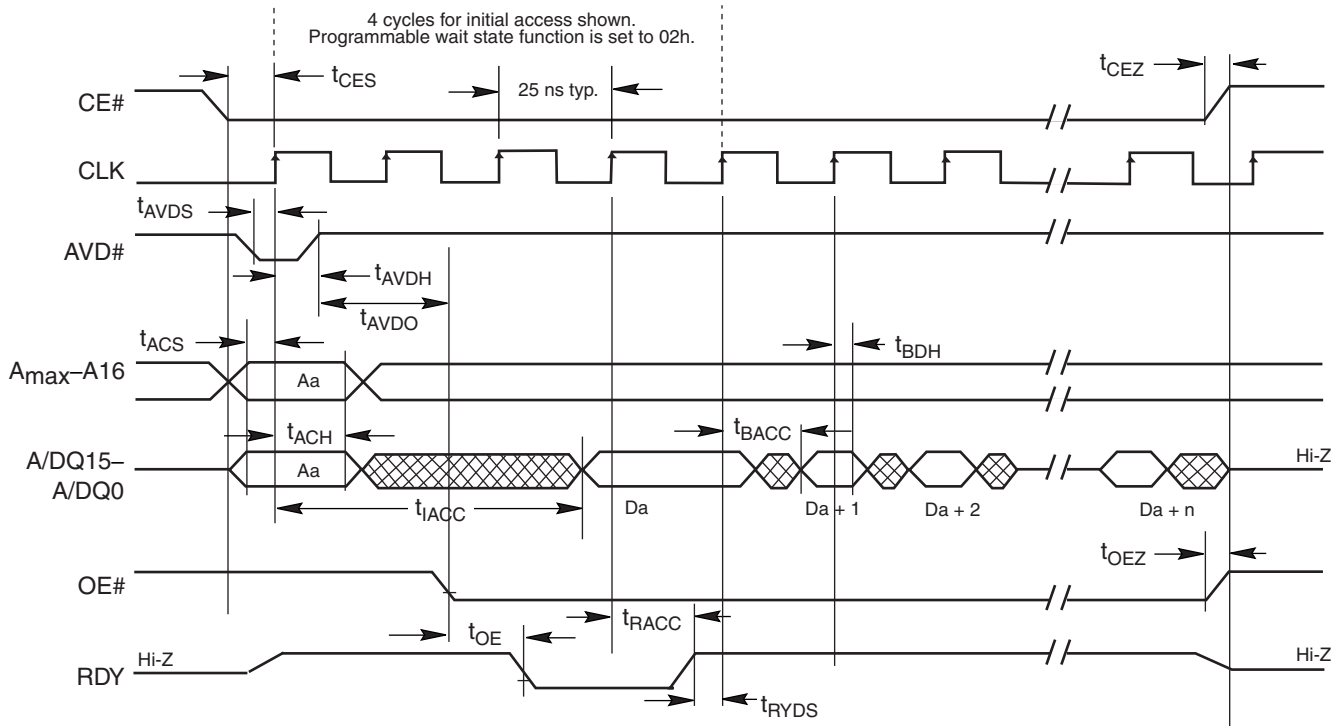 4 cycles for initial access shown.
Programmable wait state function is set to 02h.
tCES
tCEZ
25 ns typ.
CE#
CLK
tAVDS
AVD#
tAVDH
tAVDO
tACS
tBDH
Amax–A16
Aa
tACH
tBACC
A/DQ15–
A/DQ0
Aa
Hi-Z
tIACC
Da
Da + 1
Da + 2
Da + n
tOEZ
OE#
tRACC
tOE
Hi-Z
Hi-Z
RDY
tRYDS